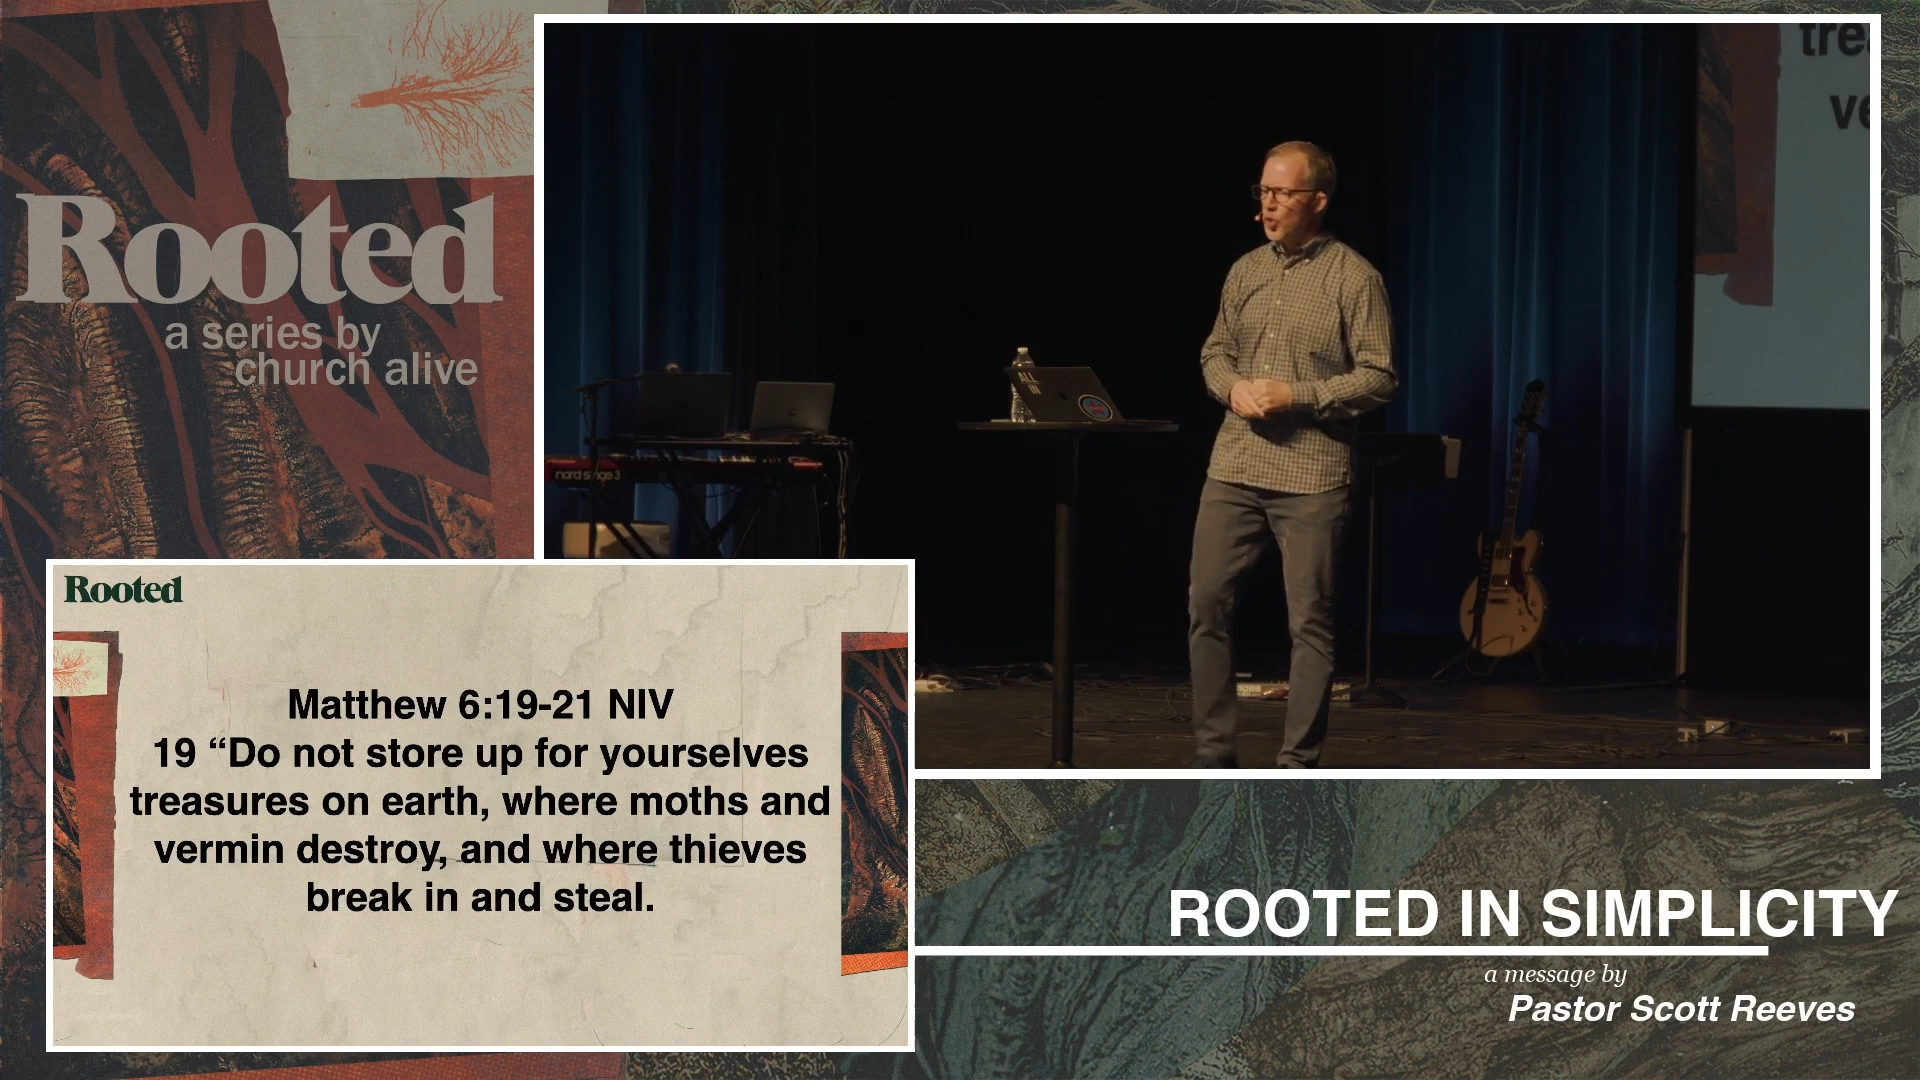 Rooted
a series by
church alive
tre
ve
nord stage 3
Rooted
Matthew 6:19-21 NIV
19 “Do not store up for yourselves
treasures on earth, where moths and
vermin destroy, and where thieves
break in and steal.
ROOTED IN SIMPLICITY
a message by
Pastor Scott Reeves